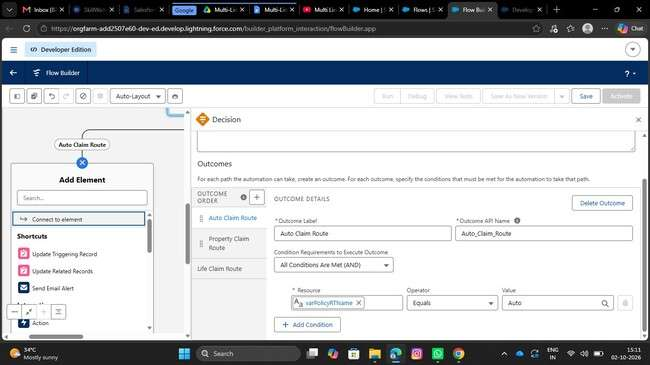 Inbox (
SkillWa
Salesforc
Google
Multi-Lin
Multi-Lin
Multi Lin
Home | S
Flows | S
Flow Buil
Develop
https://orgfarm-add2507e60-dev-ed.develop.lightning.force.com/builder_platform_interaction/flowBuilder.app
Chat
Developer Edition
Flow Builder
?
Auto-Layout
Run
Debug
View Tests
Save As New Version
Save
Activate
Decision
Auto Claim Route
Add Element
Search...
Connect to element
Shortcuts
Update Triggering Record
Update Related Records
Send Email Alert
Action
Outcomes
For each path the automation can take, create an outcome. For each outcome, specify the conditions that must be met for the automation to take that path.
OUTCOME
ORDER
Auto Claim Route
Property Claim
Route
Life Claim Route
OUTCOME DETAILS
Delete Outcome
*Outcome Label
*Outcome API Name
Auto Claim Route
Auto_Claim_Route
Condition Requirements to Execute Outcome
All Conditions Are Met (AND)
*Resource
Operator
Value
Aa varPolicyRTName
Equals
Auto
+ Add Condition
34°C
Mostly sunny
Search
ENG
IN
15:11
02-10-2026